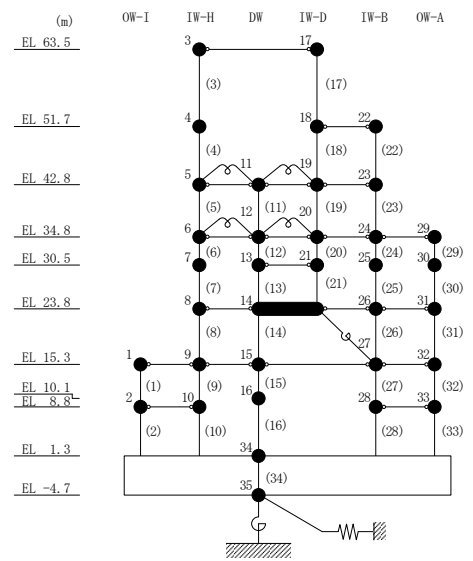 (m) OW-I IW-H DW IW-D IW-B OW-A
EL 63.5 3 17
(3) (17)
EL 51.7 4 18 22
(4) (18) (22)
EL 42.8 5 11 19 23
(5) (11) (19) (23)
EL 34.8 6 12 20 24 29
(6) (12) (20) (24) (29)
EL 30.5 7 13 21 25 30
(7) (13) (21) (25) (30)
EL 23.8 8 14 26 31
(8) (14) (26) (31)
27
EL 15.3 1 9 15 32
(1) (9) (15) (27) (32)
EL 10.1 16
EL 8.8 2 10 28 33
(2) (10) (16) (28) (33)
EL 1.3 34
(34)
EL -4.7 35